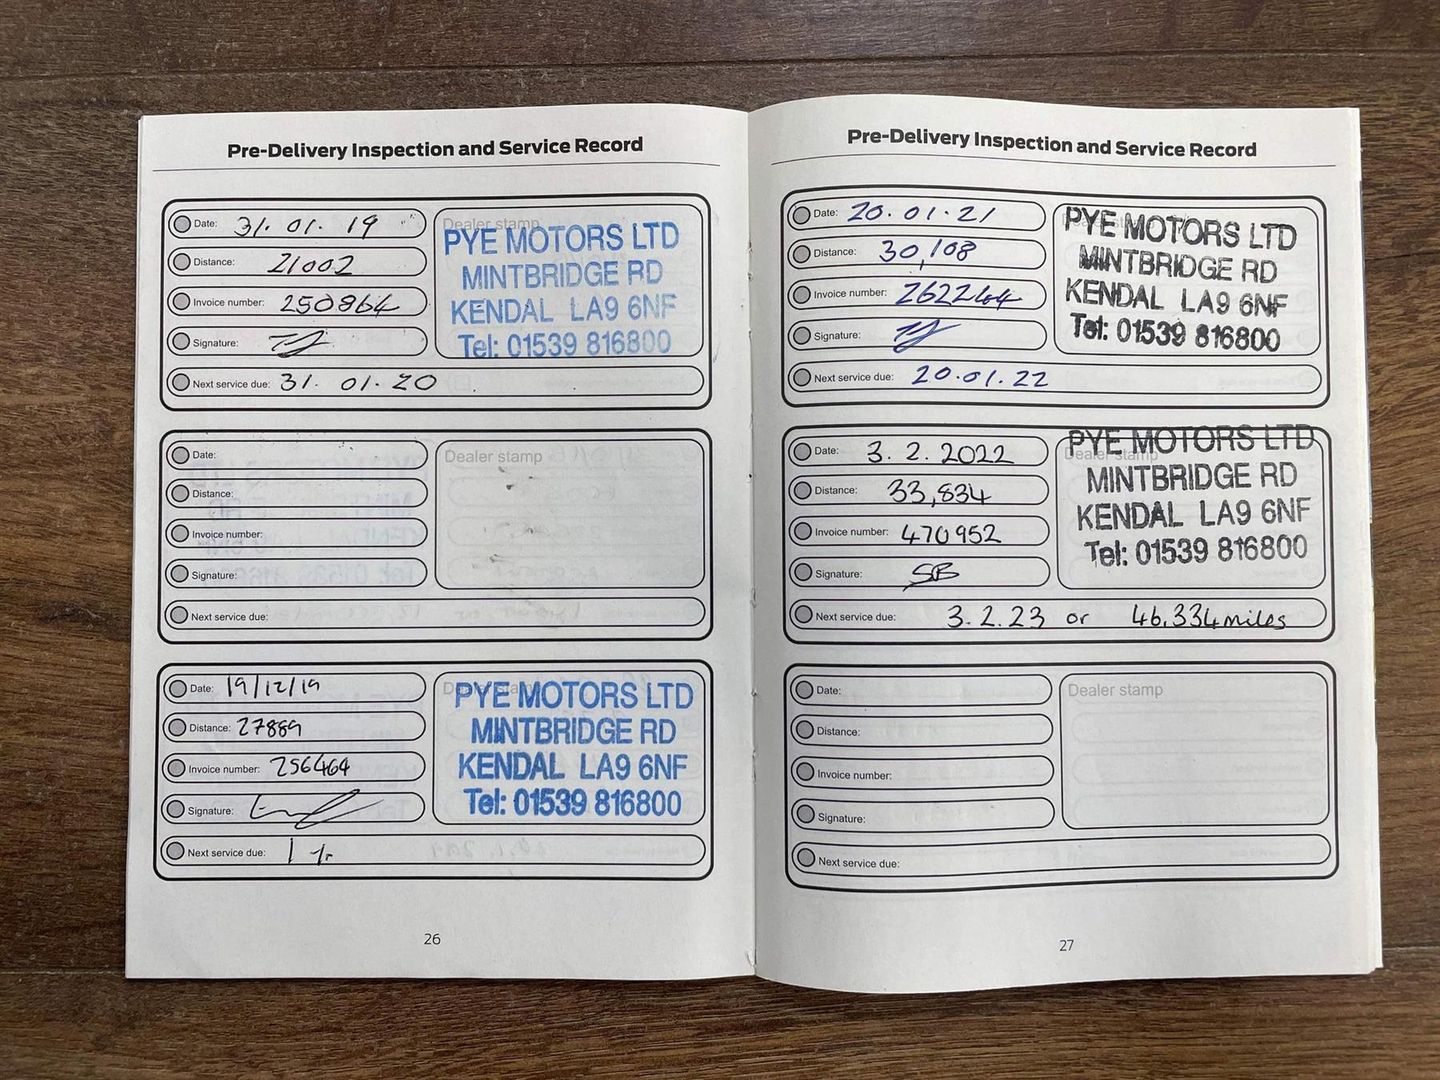 Pre-Delivery Inspection and Service Record
Date: 31. 01. 19
Distance: 21002
Invoice number: 250864
Signature:
Next service due: 31. 01. 20
Dealer stamp
PYE MOTORS LTD
MINTBRIDGE RD
KENDAL LA9 6NF
Tel: 01539 816800
Date:
Distance:
Invoice number:
Signature:
Next service due:
Dealer stamp
Date: 19/12/19
Distance: 27889
Invoice number: 256464
Signature:
Next service due: 1 Yr
Dealer stamp
PYE MOTORS LTD
MINTBRIDGE RD
KENDAL LA9 6NF
Tel: 01539 816800
26
Pre-Delivery Inspection and Service Record
Date: 20.01.21
Distance: 30,108
Invoice number: 262264
Signature:
Next service due: 20.01.22
PYE MOTORS LTD
MINTBRIDGE RD
KENDAL LA9 6NF
Tel: 01539 816800
Date: 3. 2. 2022
Distance: 33,834
Invoice number: 470952
Signature: SB
Next service due: 3. 2. 23 or 46,334miles
Dealer stamp
PYE MOTORS LTD
MINTBRIDGE RD
KENDAL LA9 6NF
Tel: 01539 816800
Date:
Distance:
Invoice number:
Signature:
Next service due:
Dealer stamp
27